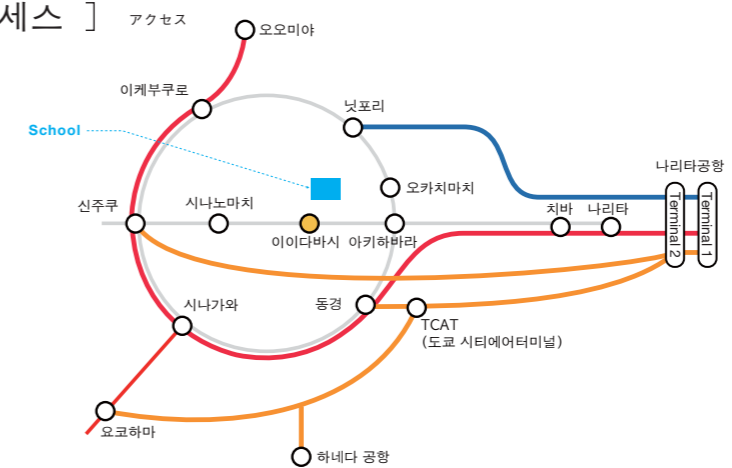 세스 ] アクセス
오오미야
이케부쿠로
닛포리
School
나리타공항
오카치마치
신주쿠
시나노마치
치바
나리타
이이다바시
아키하바라
Terminal 2
Terminal 1
시나가와
동경
TCAT
(도쿄 시티에어터미널)
요코하마
하네다 공항